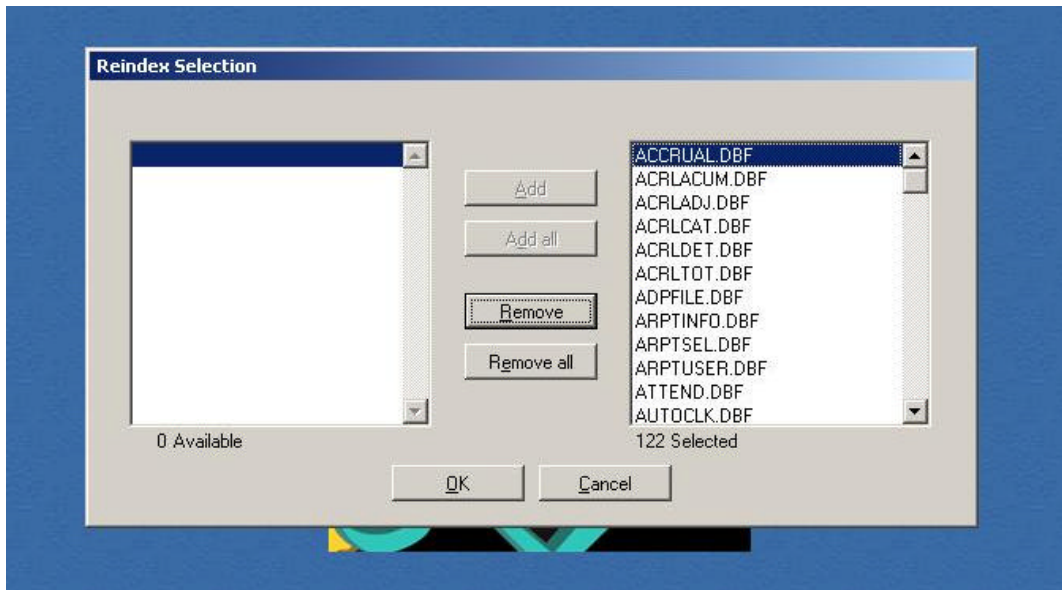 Reindex Selection
Add
Add all
Remove
Remove all
ACCRUAL.DBF
ACRLACUM.DBF
ACRLADJ.DBF
ACRLCAT.DBF
ACRLDET.DBF
ACRLTOT.DBF
ADPFILE.DBF
ARPTINFO.DBF
ARPTSEL.DBF
ARPTUSER.DBF
ATTEND.DBF
AUTOCLK.DBF
0 Available
122 Selected
OK
Cancel